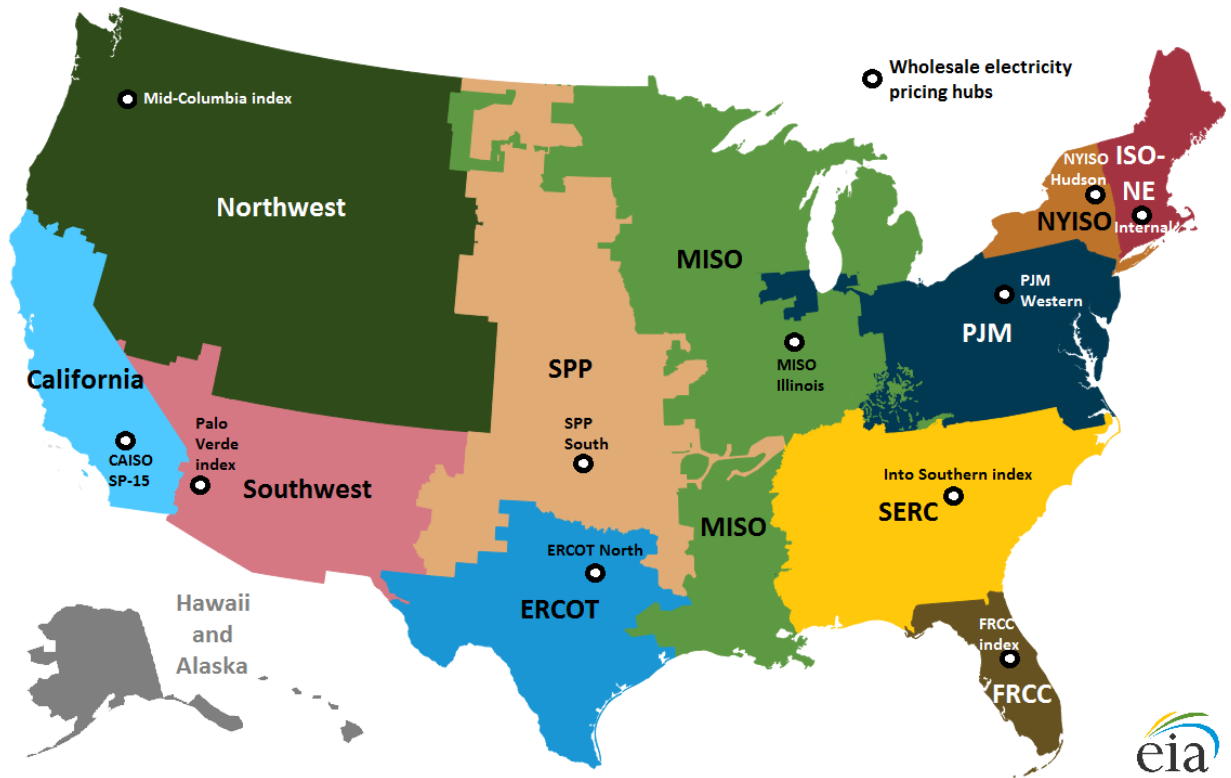 Wholesale electricity
pricing hubs
Mid-Columbia index
Northwest
NYISO
Hudson
ISO-
NE
NYISO
Internal
MISO
PJM
Western
PJM
California
SPP
MISO
Illinois
Palo
Verde
index
SPP
South
CAISO
SP-15
Southwest
Into Southern index
SERC
MISO
ERCOT North
ERCOT
Hawaii
and
Alaska
FRCC
index
FRCC
eia